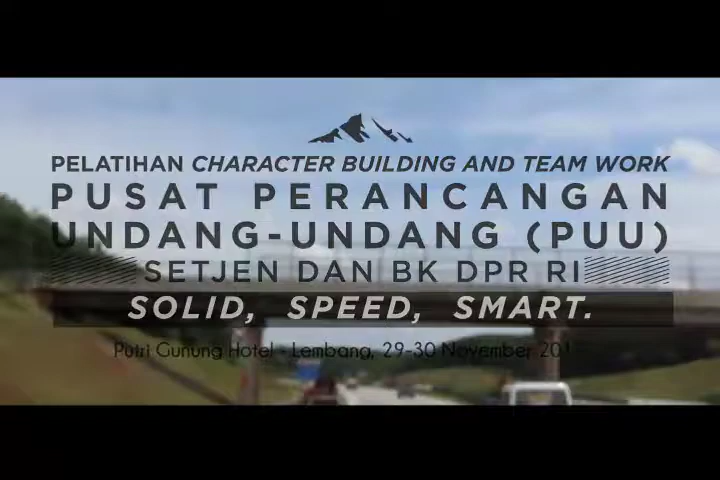 PELATIHAN CHARACTER BUILDING AND TEAM WORK
PUSAT PERANCANGAN
UNDANG-UNDANG (PUU)
SETJEN DAN BK DPR RI
SOLID, SPEED, SMART.
Putri Gunung Hotel - Lembang, 29-30 November